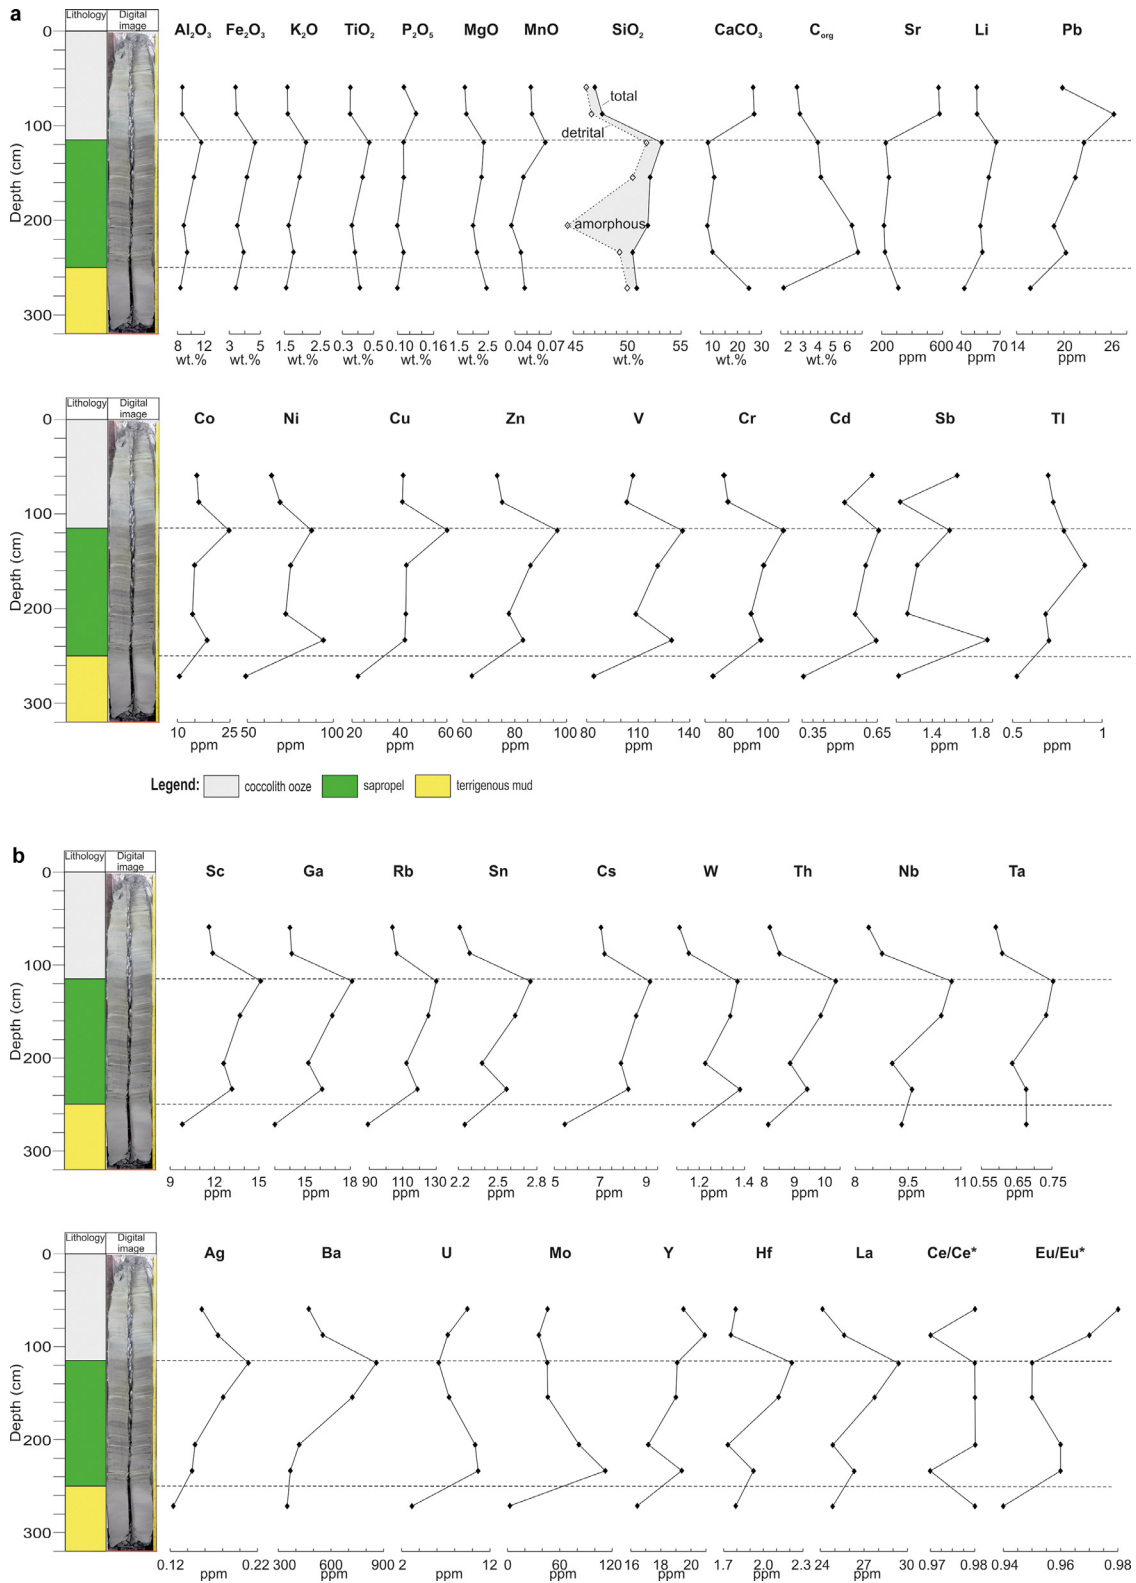 a
Lithology Digital image
Al₂O₃ Fe₂O₃ K₂O TiO₂ P₂O₅ MgO MnO SiO₂ CaCO₃ Corg Sr Li Pb
0
100
200
300
Depth (cm)
total
detrital
amorphous
8 12 3 5 1.5 2.5 0.3 0.5 0.10 0.16 1.5 2.5 0.04 0.07 45 50 55 10 20 30 2 3 4 5 6 200 600 40 70 14 20 26
wt.% wt.% wt.% wt.% wt.% wt.% wt.% wt.% wt.% wt.% ppm ppm ppm
Lithology Digital image
Co Ni Cu Zn V Cr Cd Sb Tl
0
100
200
300
Depth (cm)
10 25 50 100 20 40 60 60 80 100 80 110 140 80 100 0.35 0.65 1.4 1.8 0.5 1
ppm ppm ppm ppm ppm ppm ppm ppm ppm
Legend: coccolith ooze sapropel terrigenous mud
b
Lithology Digital image
Sc Ga Rb Sn Cs W Th Nb Ta
0
100
200
300
Depth (cm)
9 12 15 15 18 90 110 130 2.2 2.5 2.8 5 7 9 1.2 1.4 8 9 10 8 9.5 11 0.55 0.65 0.75
ppm ppm ppm ppm ppm ppm ppm ppm ppm
Lithology Digital image
Ag Ba U Mo Y Hf La Ce/Ce* Eu/Eu*
0
100
200
300
Depth (cm)
0.12 0.22 300 600 900 2 12 0 60 120 16 18 20 1.7 2.0 2.3 24 27 30 0.97 0.98 0.94 0.96 0.98
ppm ppm ppm ppm ppm ppm ppm